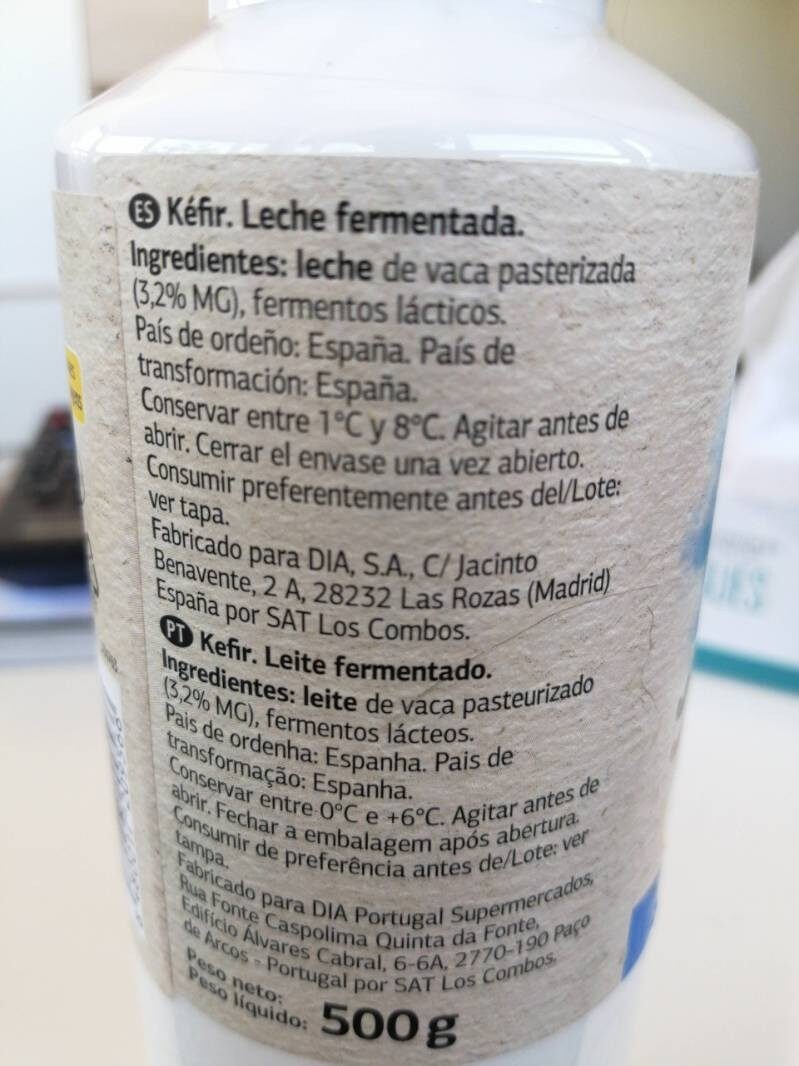 ES Kéfir. Leche fermentada.
Ingredientes: leche de vaca pasterizada
(3,2% MG), fermentos lácticos.
País de ordeño: España. País de
transformación: España.
Conservar entre 1°C y 8°C. Agitar antes de
abrir. Cerrar el envase una vez abierto.
Consumir preferentemente antes del/Lote:
ver tapa.
Fabricado para DIA, S.A., C/ Jacinto
Benavente, 2 A, 28232 Las Rozas (Madrid)
España por SAT Los Combos.
PT Kefir. Leite fermentado.
Ingredientes: leite de vaca pasteurizado
(3,2% MG), fermentos lácteos.
Pais de ordenha: Espanha. Pais de
transformação: Espanha.
Conservar entre 0°C e +6°C. Agitar antes de
abrir. Fechar a embalagem após abertura.
Consumir de preferência antes de/Lote: ver
tampa.
Fabricado para DIA Portugal Supermercados,
Rua Fonte Caspolima Quinta da Fonte,
Edifício Álvares Cabral, 6-6A, 2770-190 Paço
de Arcos - Portugal por SAT Los Combos.
Peso neto:
Peso líquido: 500g